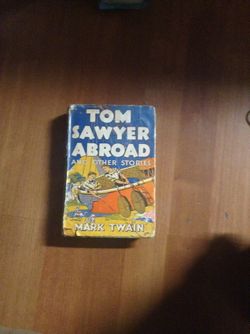 TOM
SAWYER
ABROAD
AND OTHER STORIES
MARK TWAIN